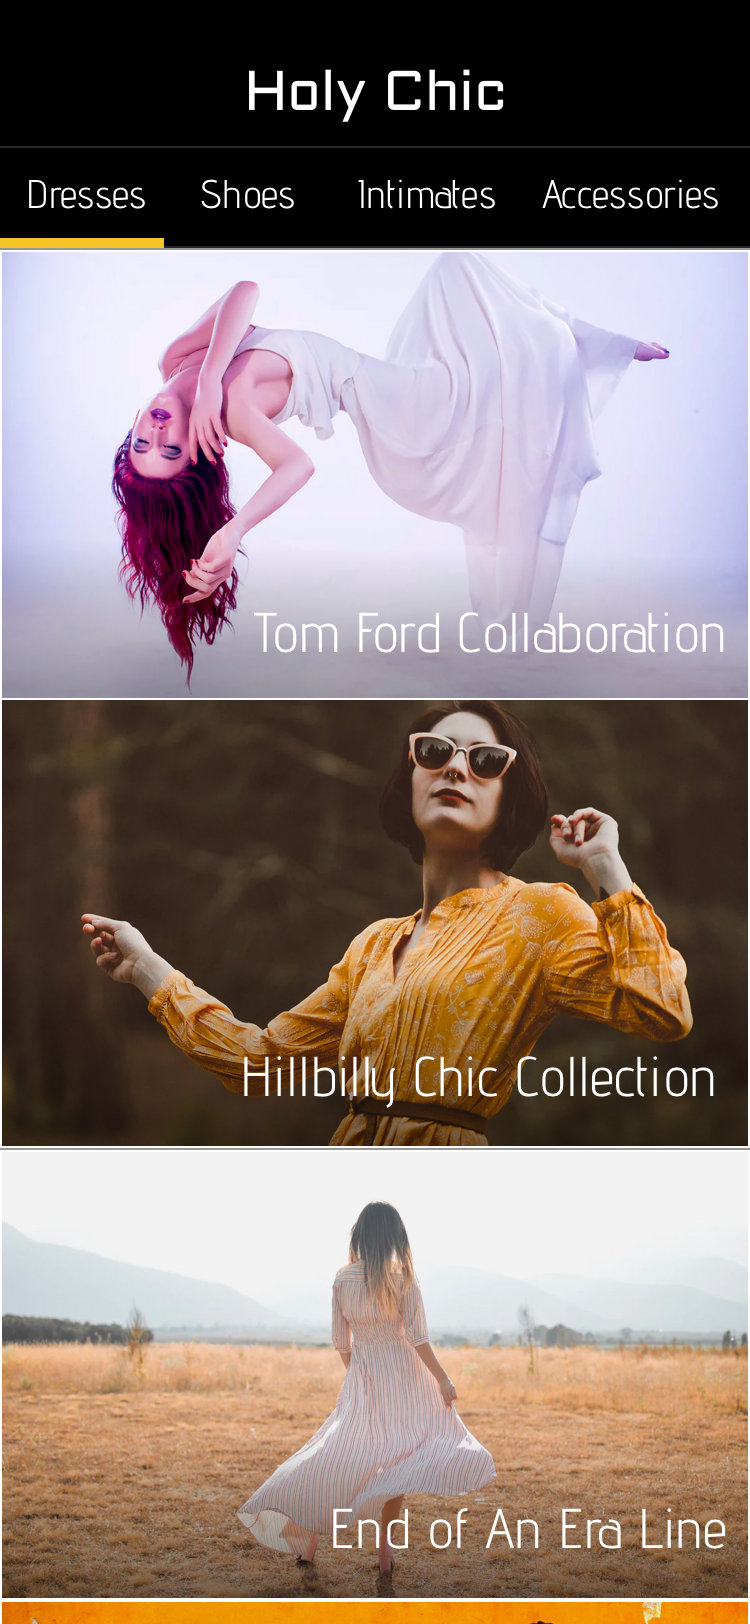 Holy Chic
Dresses Shoes Intimates Accessories
Tom Ford Collaboration
Hillbilly Chic Collection
End of An Era Line